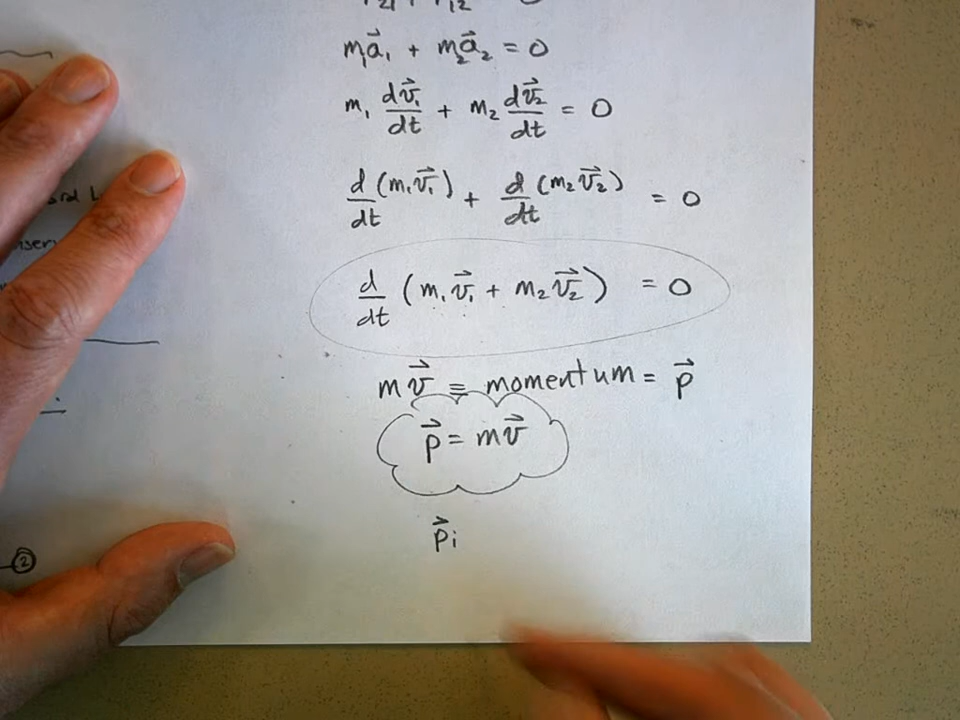 m₁a⃗₁ + m₂a⃗₂ = 0
m₁ dv⃗₁/dt + m₂ dv⃗₂/dt = 0
d/dt (m₁v⃗₁) + d/dt (m₂v⃗₂) = 0
d/dt (m₁v⃗₁ + m₂v⃗₂) = 0
mv⃗ ≡ momentum = p⃗
p⃗ = mv⃗
p⃗i
2